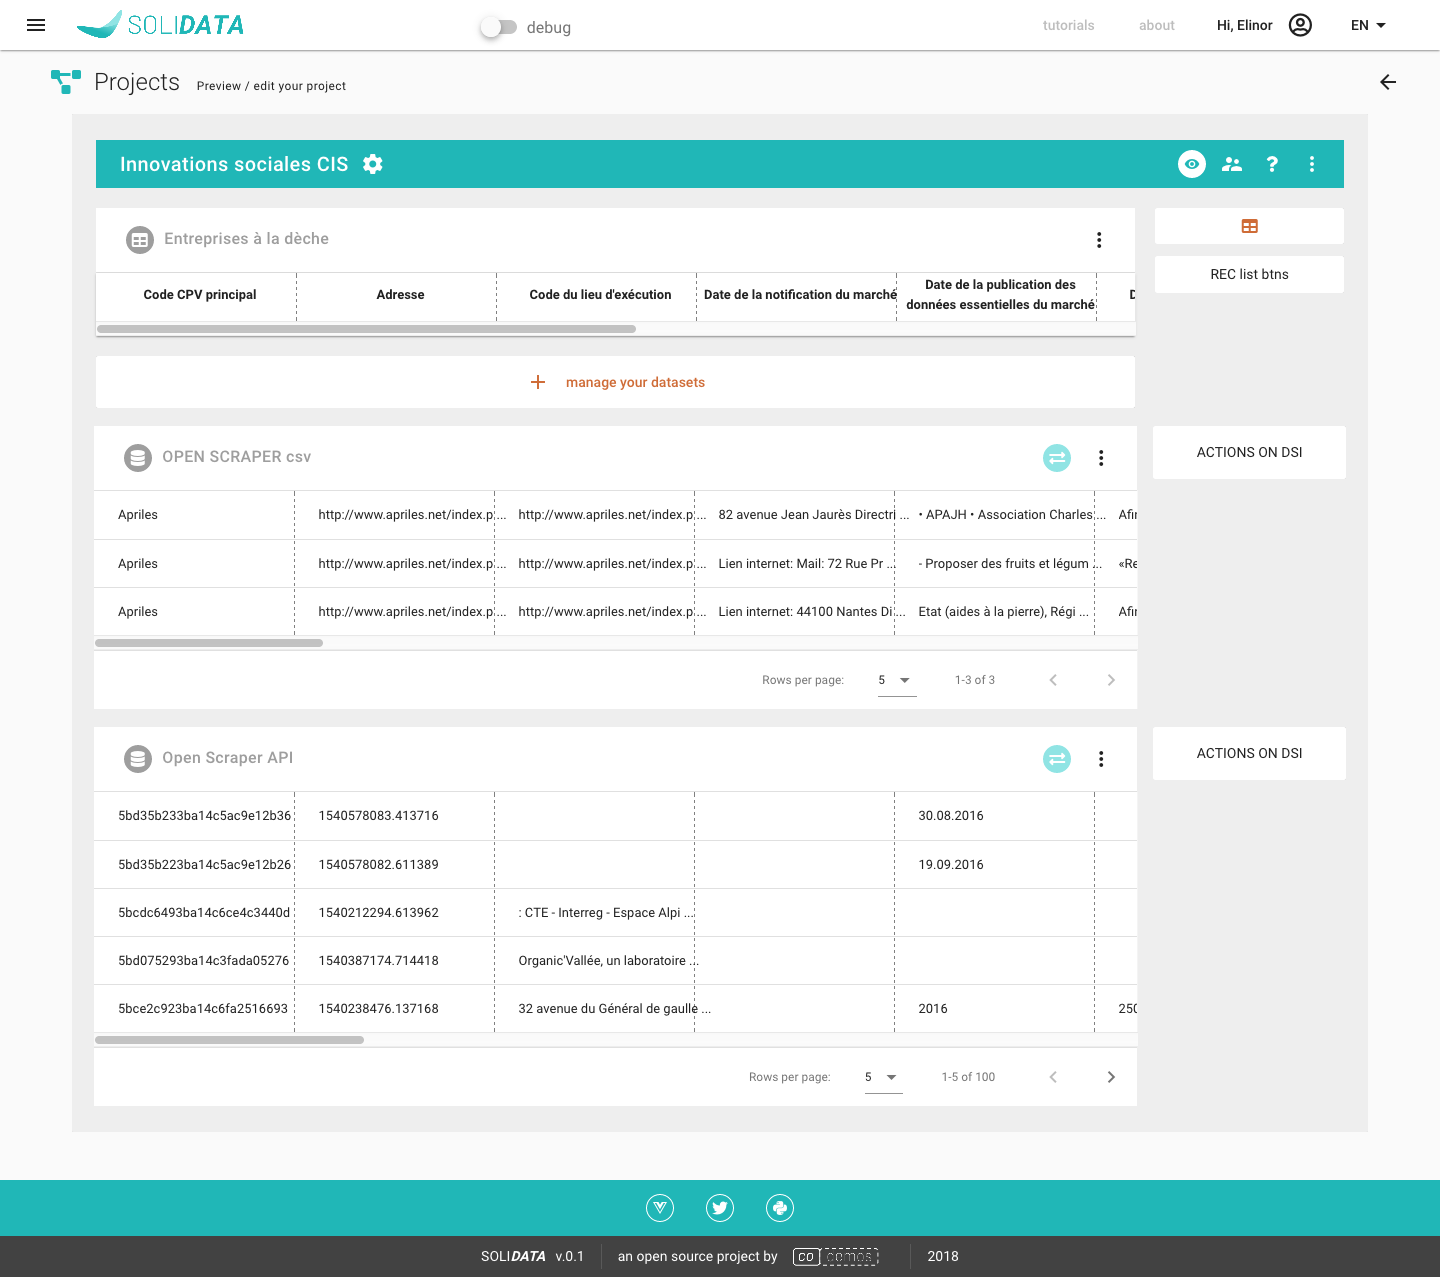 SOLIDATA
debug
tutorials
about
Hi, Elinor
EN
Projects
Preview / edit your project
Innovations sociales CIS
?
Entreprises à la dèche
Code CPV principal
Adresse
Code du lieu d'exécution
Date de la notification du marché
Date de la publication des
données essentielles du marché
D
REC list btns
manage your datasets
OPEN SCRAPER csv
ACTIONS ON DSI
Apriles http://www.apriles.net/index.p ... http://www.apriles.net/index.p ... 82 avenue Jean Jaurès Directri ... • APAJH • Association Charles ... Afin
Apriles http://www.apriles.net/index.p ... http://www.apriles.net/index.p ... Lien internet: Mail: 72 Rue Pr ... - Proposer des fruits et légum ... «Re
Apriles http://www.apriles.net/index.p ... http://www.apriles.net/index.p ... Lien internet: 44100 Nantes Di ... Etat (aides à la pierre), Régi ... Afin
Rows per page: 5 1-3 of 3
Open Scraper API
ACTIONS ON DSI
5bd35b233ba14c5ac9e12b36 1540578083.413716 30.08.2016
5bd35b223ba14c5ac9e12b26 1540578082.611389 19.09.2016
5bcdc6493ba14c6ce4c3440d 1540212294.613962 : CTE - Interreg - Espace Alpi ...
5bd075293ba14c3fada05276 1540387174.714418 Organic'Vallée, un laboratoire ...
5bce2c923ba14c6fa2516693 1540238476.137168 32 avenue du Général de gaulle ... 2016 250
Rows per page: 5 1-5 of 100
SOLIDATA v.0.1
an open source project by
co demos
2018